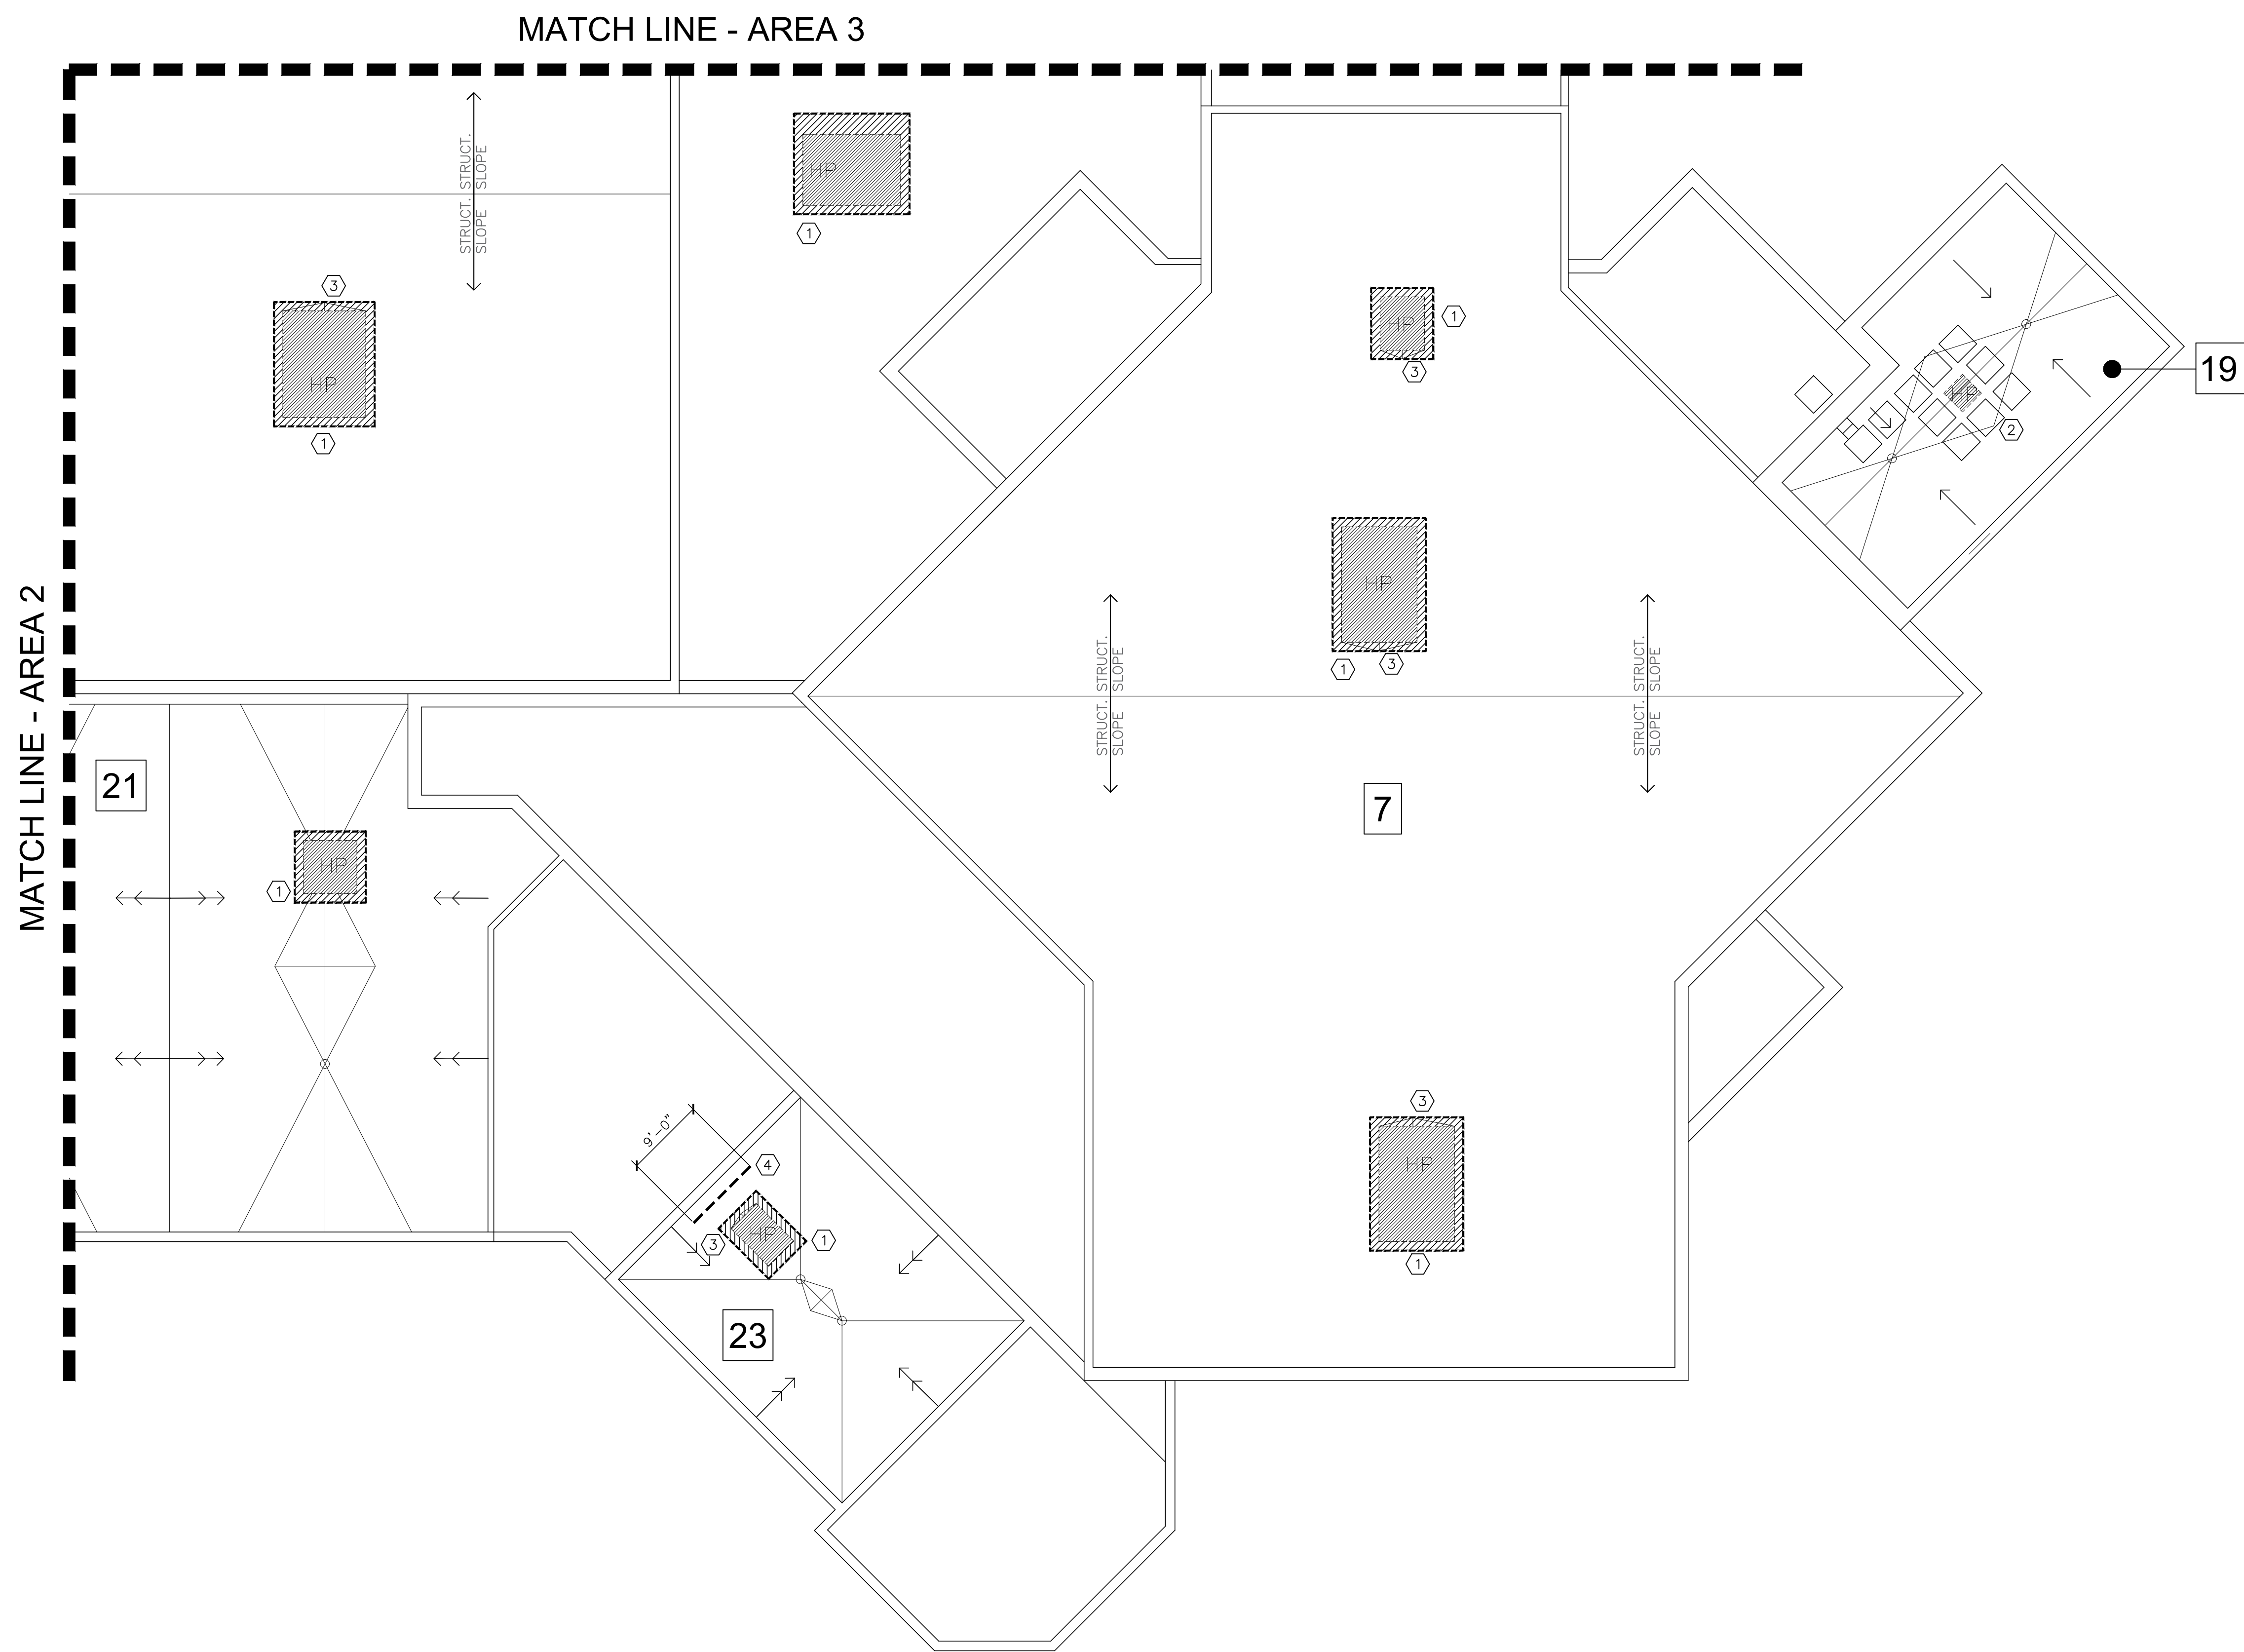 MATCH LINE - AREA 3
STRUCT. STRUCT.
SLOPE SLOPE
HP
1
3
HP
1
HP
1
3
HP
2
19
HP
1
3
STRUCT. STRUCT.
SLOPE SLOPE
STRUCT. STRUCT.
SLOPE SLOPE
MATCH LINE - AREA 2
21
7
HP
1
9'-0"
4
3
HP
1
3
HP
1
23